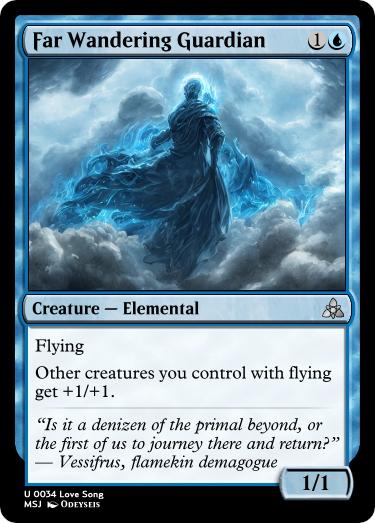 Far Wandering Guardian 1
Creature — Elemental
Flying
Other creatures you control with flying
get +1/+1.
“Is it a denizen of the primal beyond, or
the first of us to journey there and return?”
— Vessifrus, flamekin demagogue
1/1
U 0034 Love Song
MSJ Odeyseis